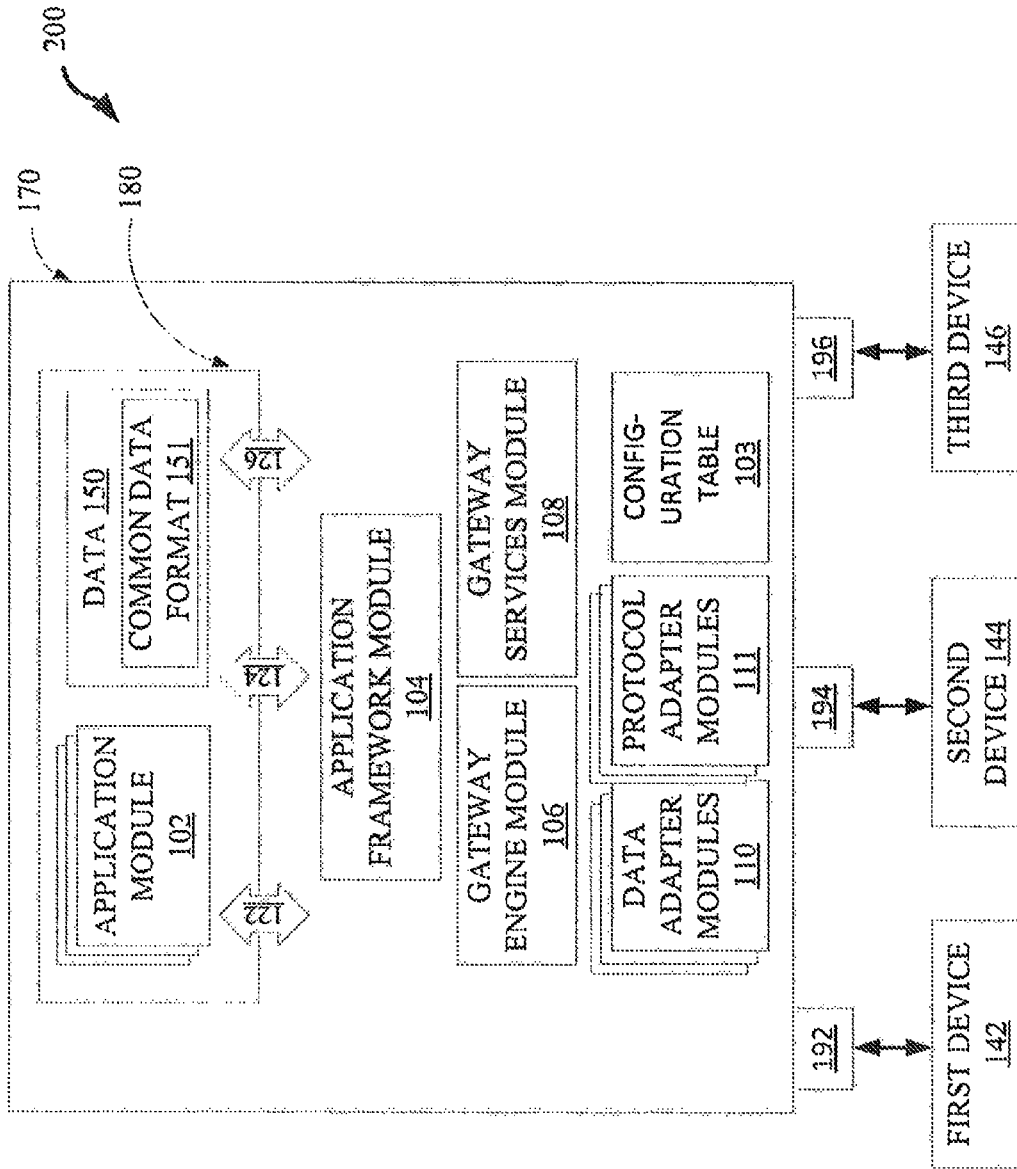 200
170
180
APPLICATION
MODULE
102
DATA 150
COMMON DATA
FORMAT 151
122
124
126
APPLICATION
FRAMEWORK MODULE
104
GATEWAY
ENGINE MODULE
106
GATEWAY
SERVICES MODULE
108
DATA
ADAPTER
MODULES
110
PROTOCOL
ADAPTER
MODULES
111
CONFIG-
URATION
TABLE
103
192
194
196
FIRST DEVICE
142
SECOND
DEVICE 144
THIRD DEVICE
146